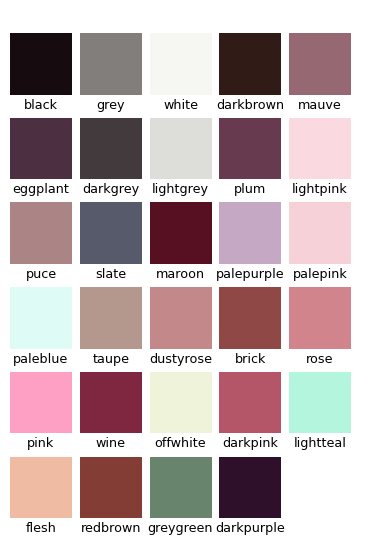 black grey white darkbrown mauve
eggplant darkgrey lightgrey plum lightpink
puce slate maroon palepurple palepink
paleblue taupe dustyrose brick rose
pink wine offwhite darkpink lightteal
flesh redbrown greygreen darkpurple